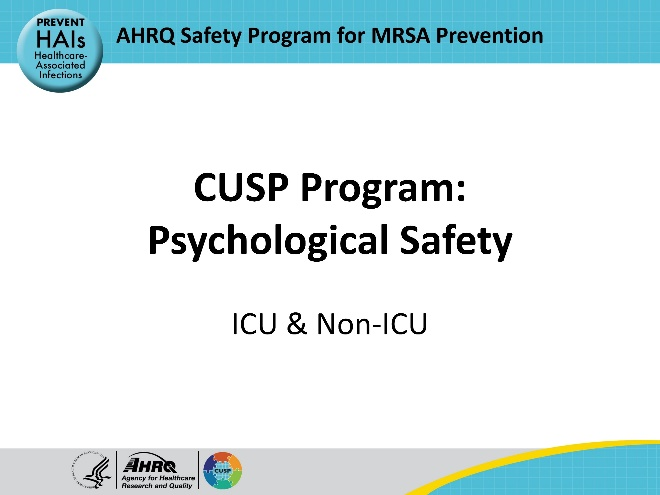 PREVENT
HAIs
Healthcare-
Associated
Infections
AHRQ Safety Program for MRSA Prevention
CUSP Program:
Psychological Safety
ICU & Non-ICU
AHRQ
Agency for Healthcare
Research and Quality
CUSP